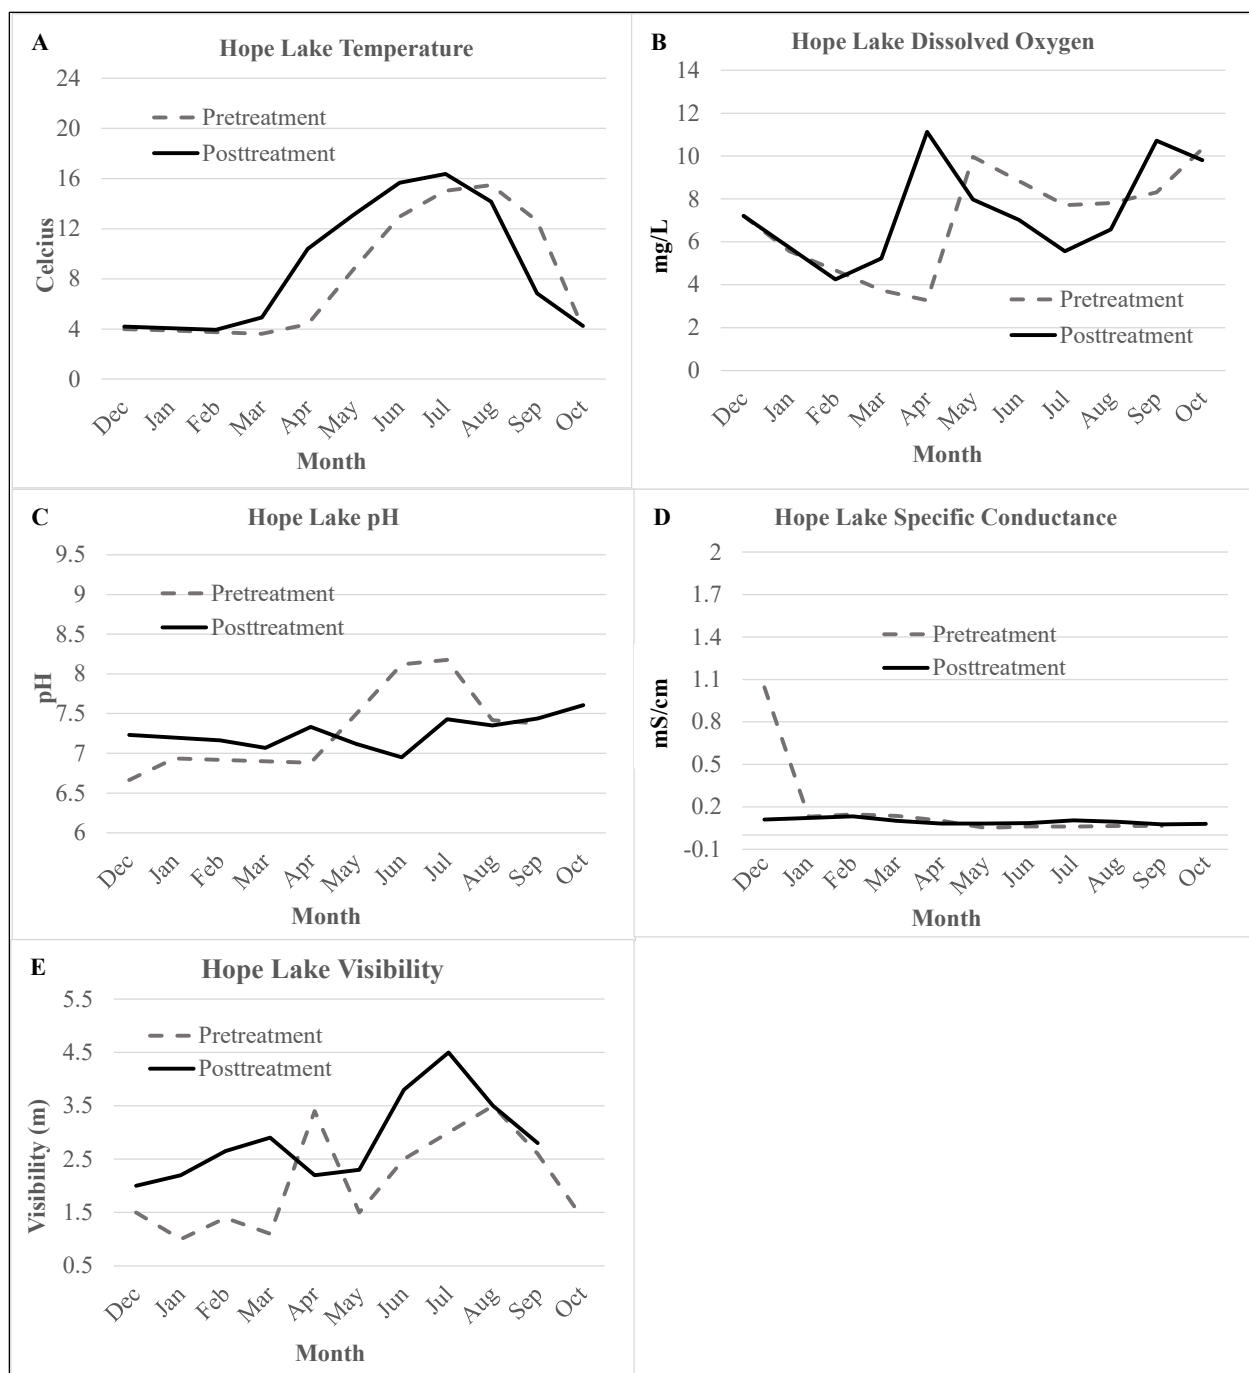 A
Hope Lake Temperature
24
20
16
12
8
4
0
Celcius
Pretreatment
Posttreatment
Dec Jan Feb Mar Apr May Jun Jul Aug Sep Oct
Month
B
Hope Lake Dissolved Oxygen
14
12
10
8
6
4
2
0
mg/L
Pretreatment
Posttreatment
Dec Jan Feb Mar Apr May Jun Jul Aug Sep Oct
Month
C
Hope Lake pH
9.5
9
8.5
8
7.5
7
6.5
6
pH
Pretreatment
Posttreatment
Dec Jan Feb Mar Apr May Jun Jul Aug Sep Oct
Month
D
Hope Lake Specific Conductance
2
1.7
1.4
1.1
0.8
0.5
0.2
-0.1
mS/cm
Pretreatment
Posttreatment
Dec Jan Feb Mar Apr May Jun Jul Aug Sep Oct
Month
E
Hope Lake Visibility
5.5
4.5
3.5
2.5
1.5
0.5
Visibility (m)
Pretreatment
Posttreatment
Dec Jan Feb Mar Apr May Jun Jul Aug Sep Oct
Month